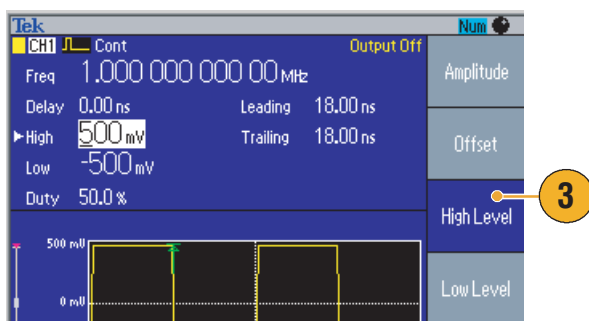 Tek
Num
CH1 Cont Output Off
Freq 1.000 000 000 00 MHz
Delay 0.00 ns Leading 18.00 ns
High 500 mV Trailing 18.00 ns
Low -500 mV
Duty 50.0 %
500 mV
0 mV
Amplitude
Offset
High Level
Low Level
3